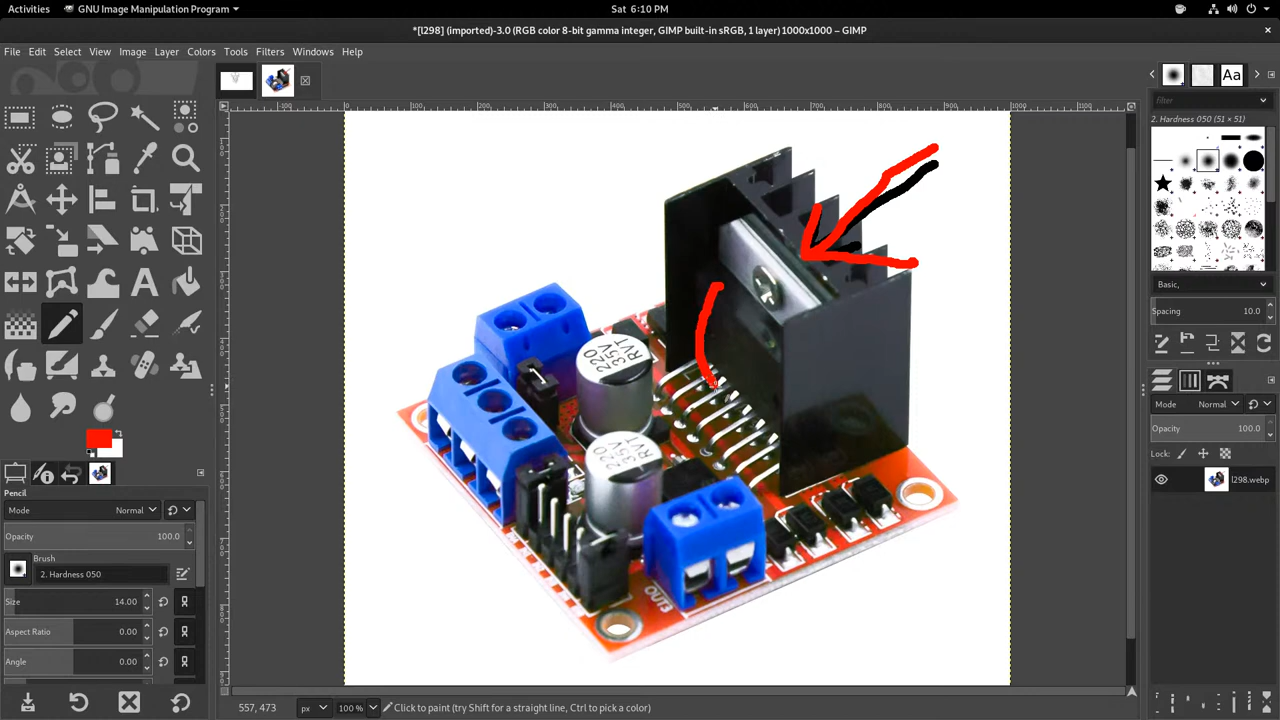 Activities GNU Image Manipulation Program Sat 6:10 PM
*[l298] (imported)-3.0 (RGB color 8-bit gamma integer, GIMP built-in sRGB, 1 layer) 1000x1000 – GIMP
File Edit Select View Image Layer Colors Tools Filters Windows Help
Aa
filter
2. Hardness 050 (51 × 51)
Basic,
Spacing 10.0
Mode Normal
Opacity 100.0
Lock:
l298.webp
220
35V
RVT
220
35V
RVT
OUT3
Pencil
Mode Normal
Opacity 100.0
Brush
2. Hardness 050
Size 14.00
Aspect Ratio 0.00
Angle 0.00
557, 473 px 100 % Click to paint (try Shift for a straight line, Ctrl to pick a color)